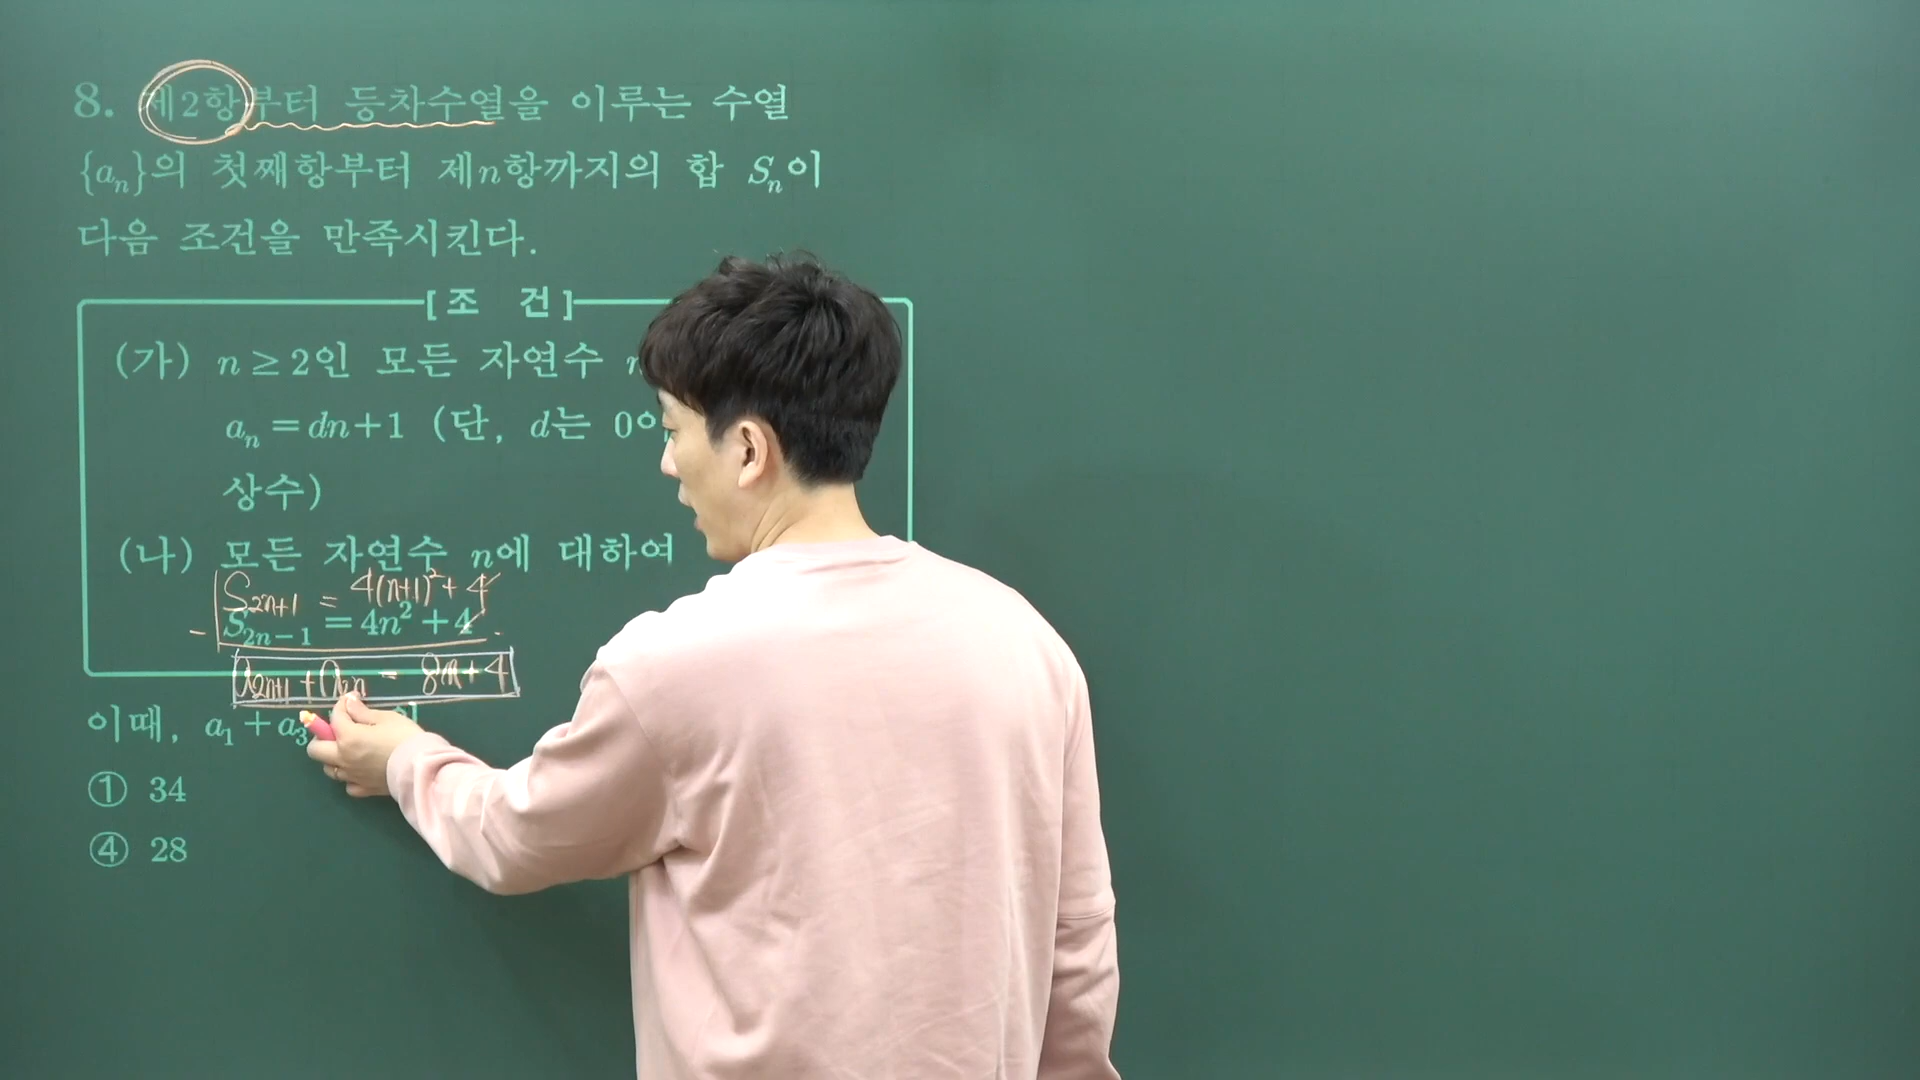 8. 제2항부터 등차수열을 이루는 수열
{aₙ}의 첫째항부터 제n항까지의 합 Sₙ이
다음 조건을 만족시킨다.
[조 건]
(가) n ≥ 2인 모든 자연수
aₙ = dn+1 (단, d는 0
상수)
(나) 모든 자연수 n에 대하여
S₂ₙ₊₁ = 4(n+1)² + 4
− S₂ₙ₋₁ = 4n² + 4
a₂ₙ₊₁ + a₂ₙ = 8n+4
이때, a₁ + a₃
① 34
④ 28